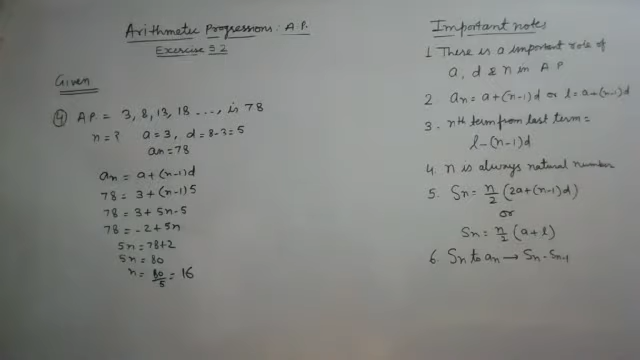 Arithmetic Progressions: A.P.
Exercise 5.2
Given
4) A.P. = 3, 8, 13, 18 ..., is 78
n = ? a = 3, d = 8-3 = 5
an = 78
an = a + (n-1)d
78 = 3 + (n-1)5
78 = 3 + 5n - 5
78 = -2 + 5n
5n = 78+2
5n = 80
n = 80/5 = 16
Important notes
1. There is a important role of
a, d & n in A.P
2. an = a + (n-1)d or l = a + (n-1)d
3. nth term from last term =
l - (n-1)d
4. n is always natural number
5. Sn = n/2 (2a + (n-1)d)
or
Sn = n/2 (a + l)
6. Sn to an → Sn - Sn-1